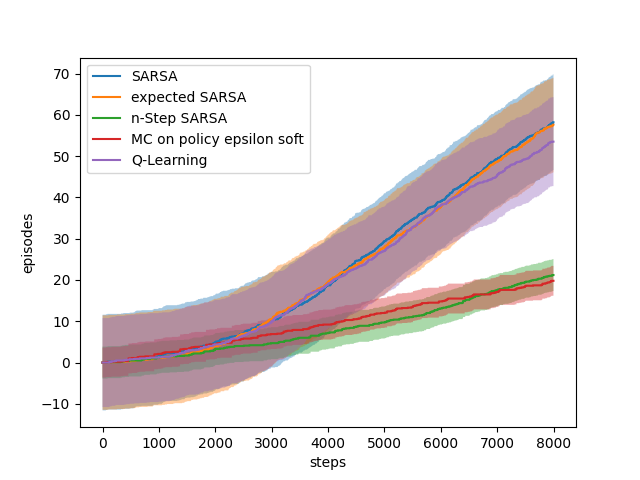 70
60
50
40
30
20
10
0
−10
episodes
SARSA
expected SARSA
n-Step SARSA
MC on policy epsilon soft
Q-Learning
0 1000 2000 3000 4000 5000 6000 7000 8000
steps